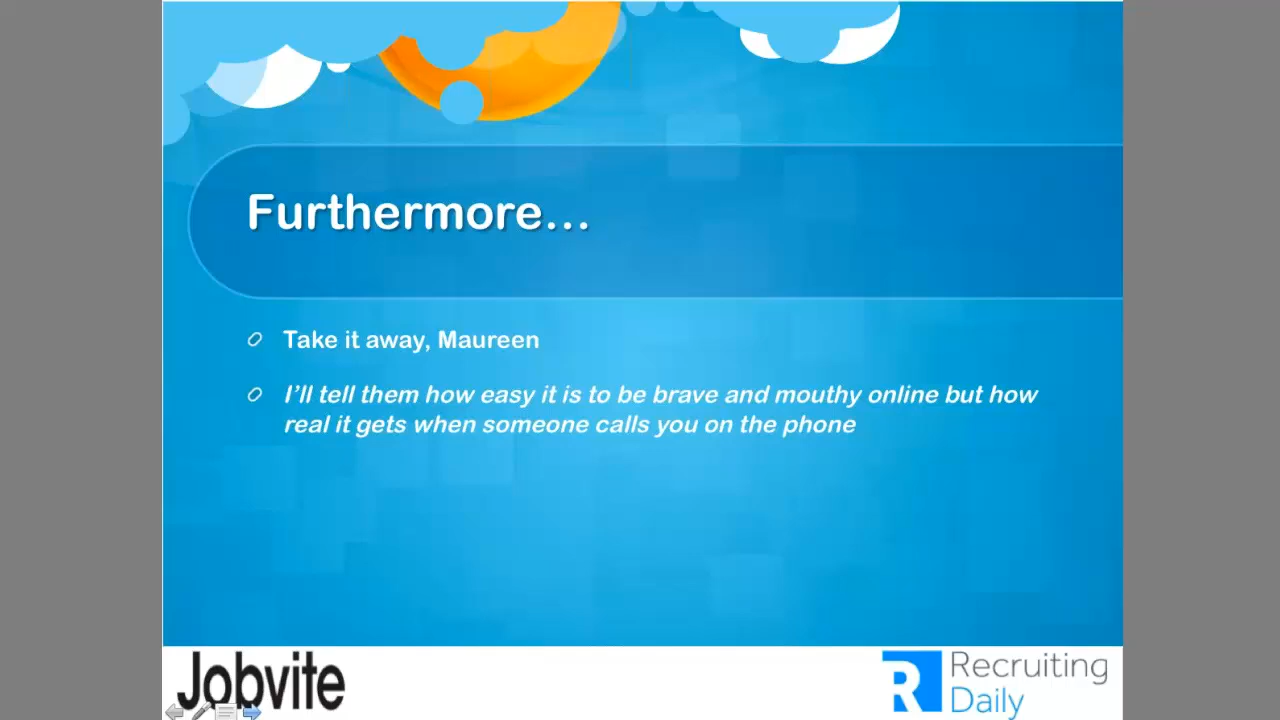 Furthermore…
Take it away, Maureen
I’ll tell them how easy it is to be brave and mouthy online but how
real it gets when someone calls you on the phone
Jobvite
R Recruiting
Daily